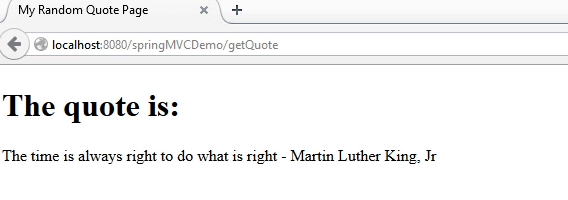 My Random Quote Page
localhost:8080/springMVCDemo/getQuote
The quote is:
The time is always right to do what is right - Martin Luther King, Jr